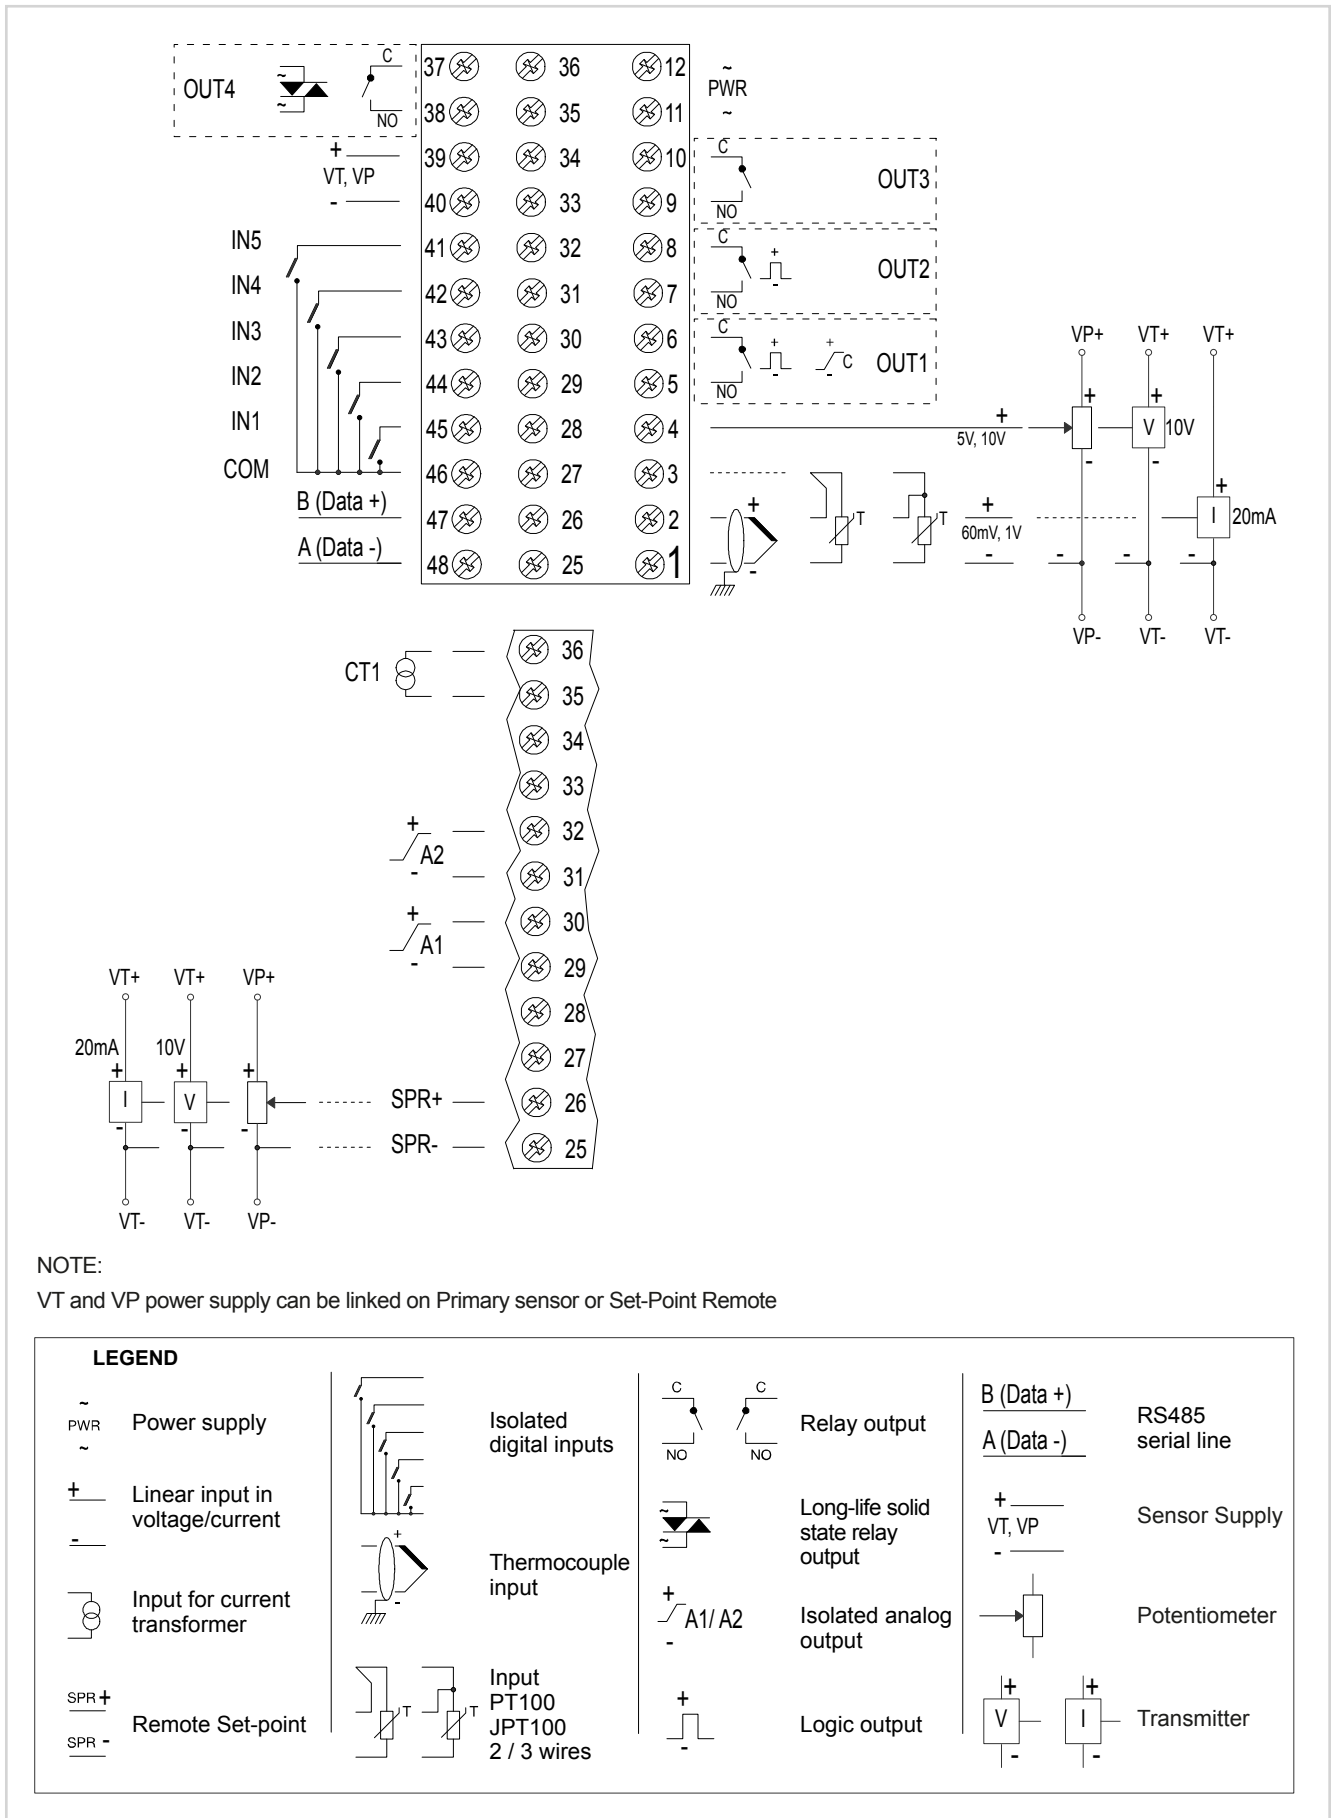 OUT4
~
~
C
NO
37 36 12
38 35 11
39 34 10
40 33 9
41 32 8
42 31 7
43 30 6
44 29 5
45 28 4
46 27 3
47 26 2
48 25 1
~
PWR
~
+
VT, VP
-
IN5
IN4
IN3
IN2
IN1
COM
B (Data +)
A (Data -)
C
NO
OUT3
C
+
-
NO
OUT2
C
+
-
+
C
NO
OUT1
VP+ VT+ VT+
+
5V, 10V
+
-
+
V
10V
-
+
-
T
T
+
60mV, 1V
-
+
I
20mA
-
-
-
VP- VT- VT-
CT1
36
35
34
33
32
31
30
29
28
27
26
25
+
A2
-
+
A1
-
VT+ VT+ VP+
20mA 10V
+ + +
I V
- - -
SPR+
SPR-
VT- VT- VP-
NOTE:
VT and VP power supply can be linked on Primary sensor or Set-Point Remote
LEGEND
~
PWR
~
Power supply
+
-
Linear input in
voltage/current
Input for current
transformer
SPR +
SPR -
Remote Set-point
Isolated
digital inputs
+
-
Thermocouple
input
T
T
Input
PT100
JPT100
2 / 3 wires
C C
NO NO
Relay output
~
~
Long-life solid
state relay
output
+
A1/ A2
-
Isolated analog
output
+
-
Logic output
B (Data +)
A (Data -)
RS485
serial line
+
VT, VP
-
Sensor Supply
Potentiometer
+ +
V I
- -
Transmitter